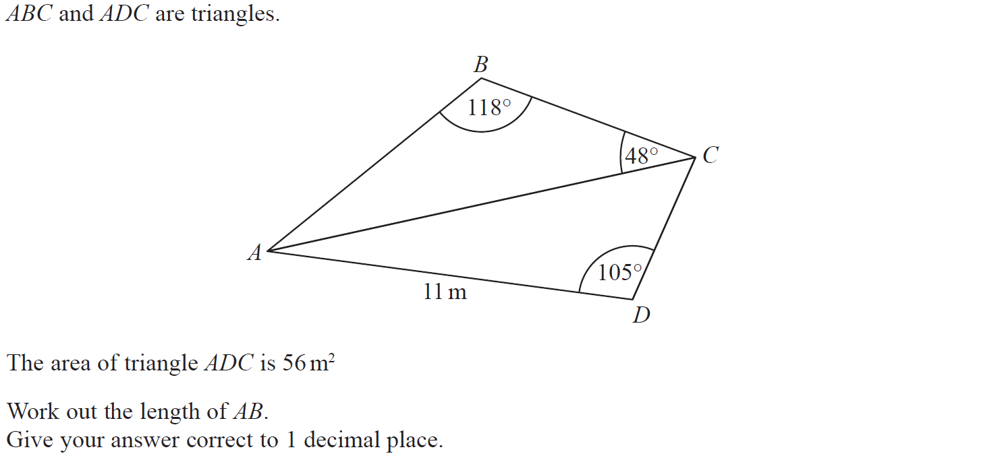 ABC and ADC are triangles.
B
118°
48°
C
A
105°
11 m
D
The area of triangle ADC is 56 m²
Work out the length of AB.
Give your answer correct to 1 decimal place.